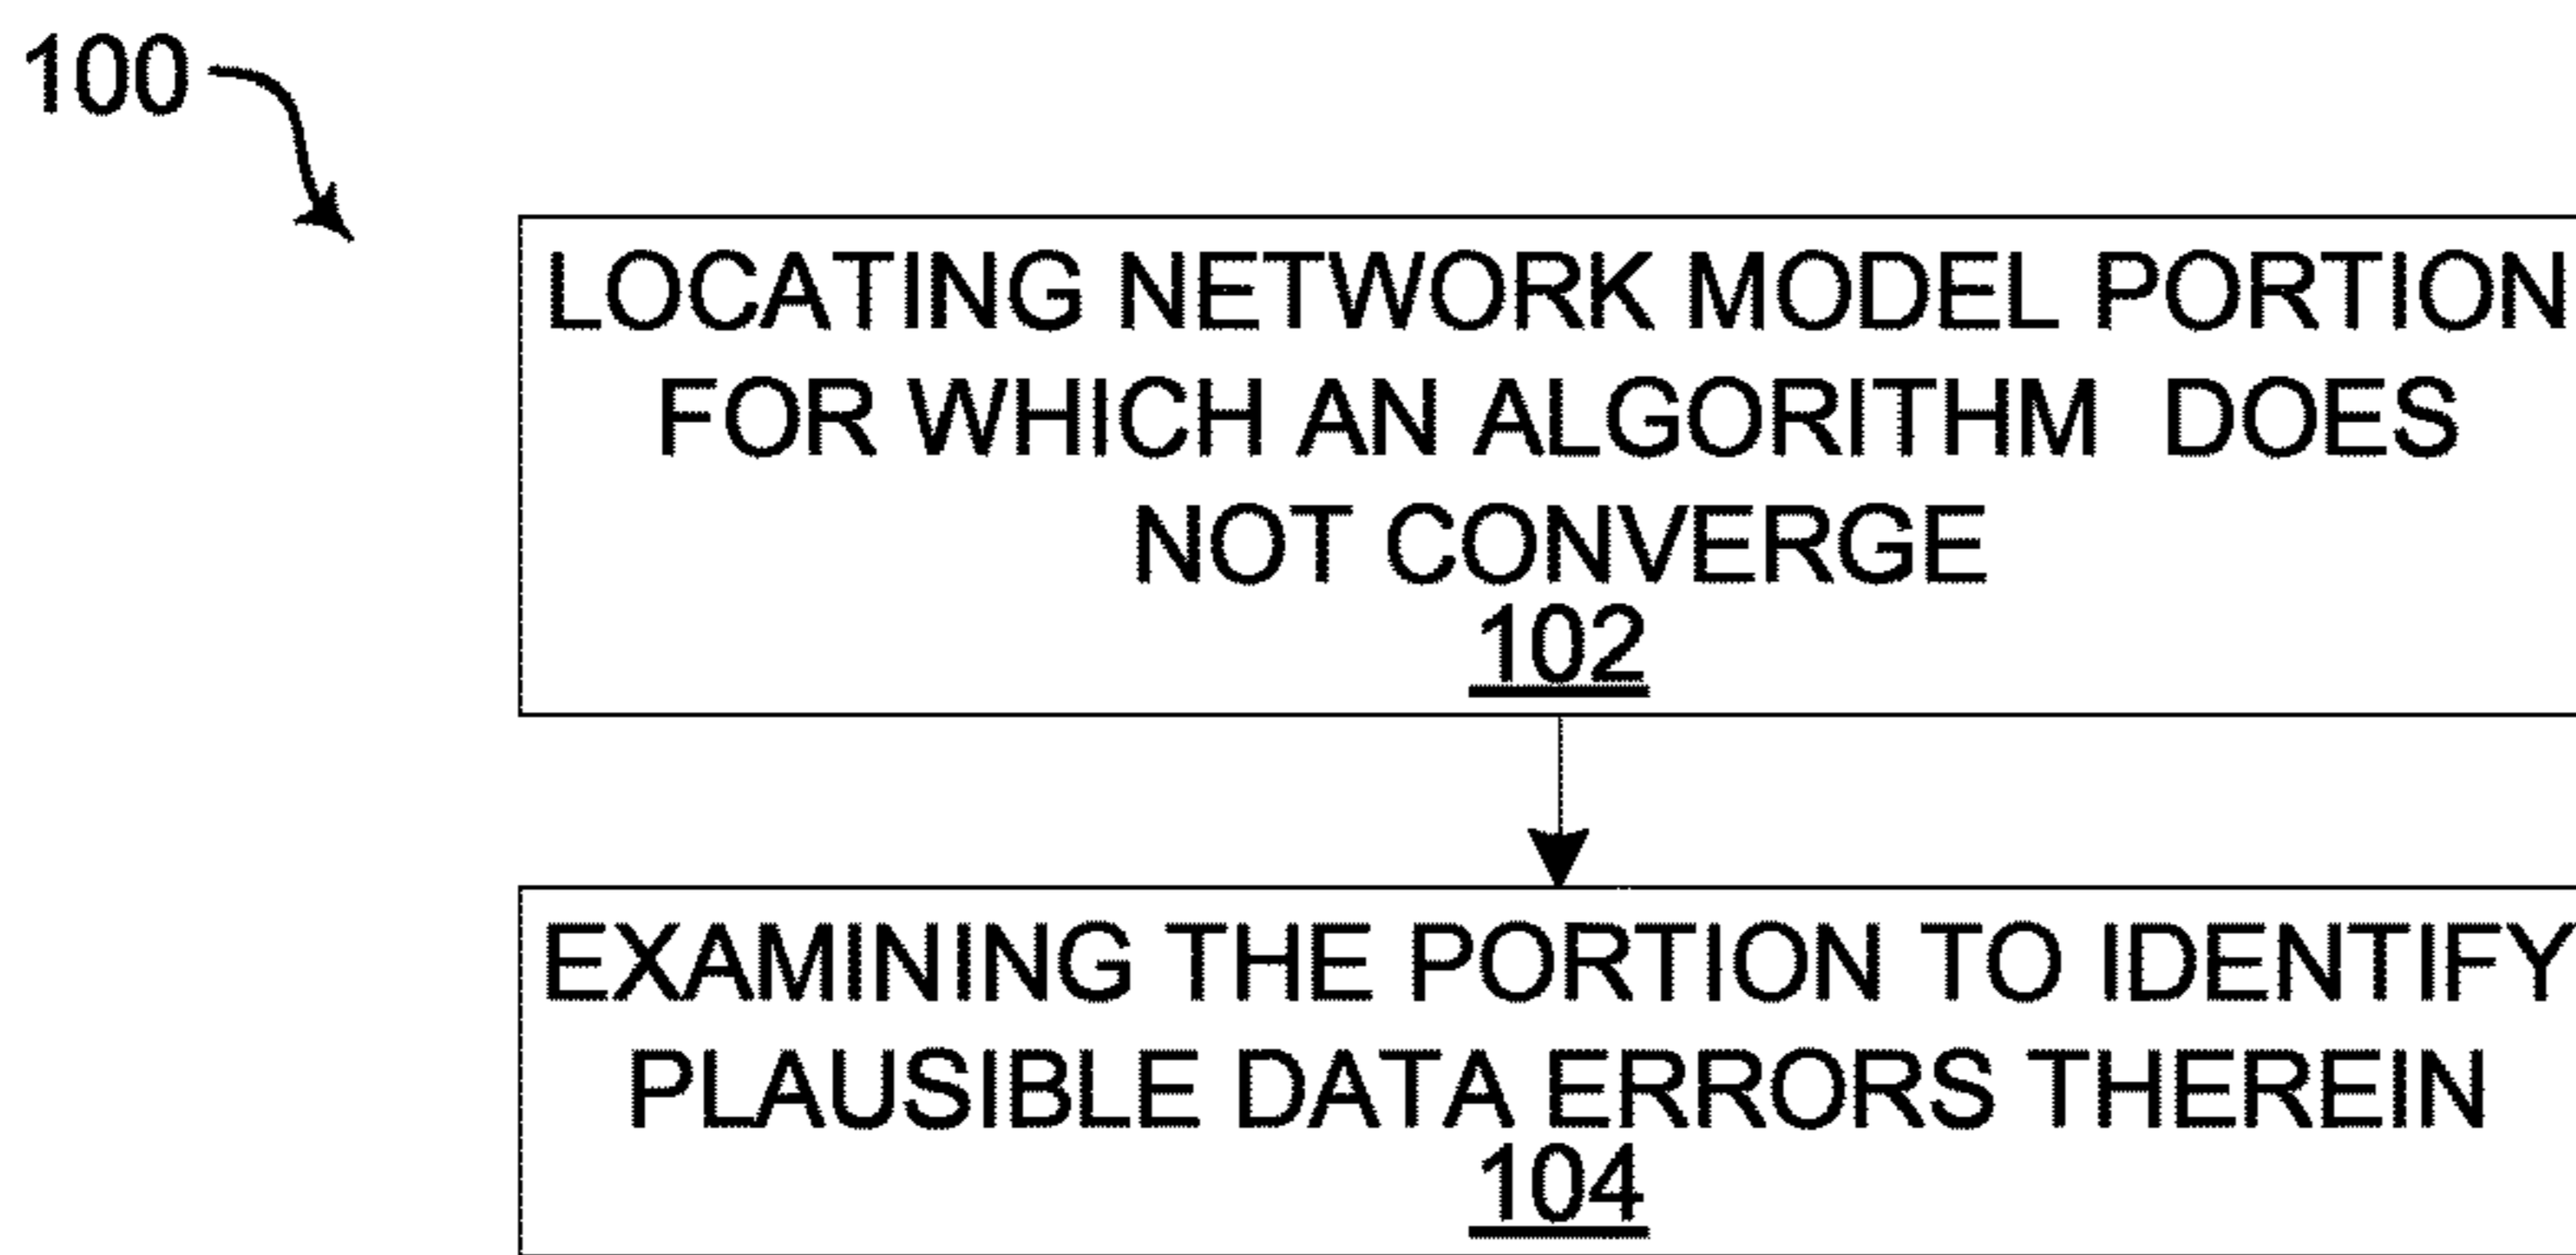 100
LOCATING NETWORK MODEL PORTION
FOR WHICH AN ALGORITHM DOES
NOT CONVERGE
102
EXAMINING THE PORTION TO IDENTIFY
PLAUSIBLE DATA ERRORS THEREIN
104